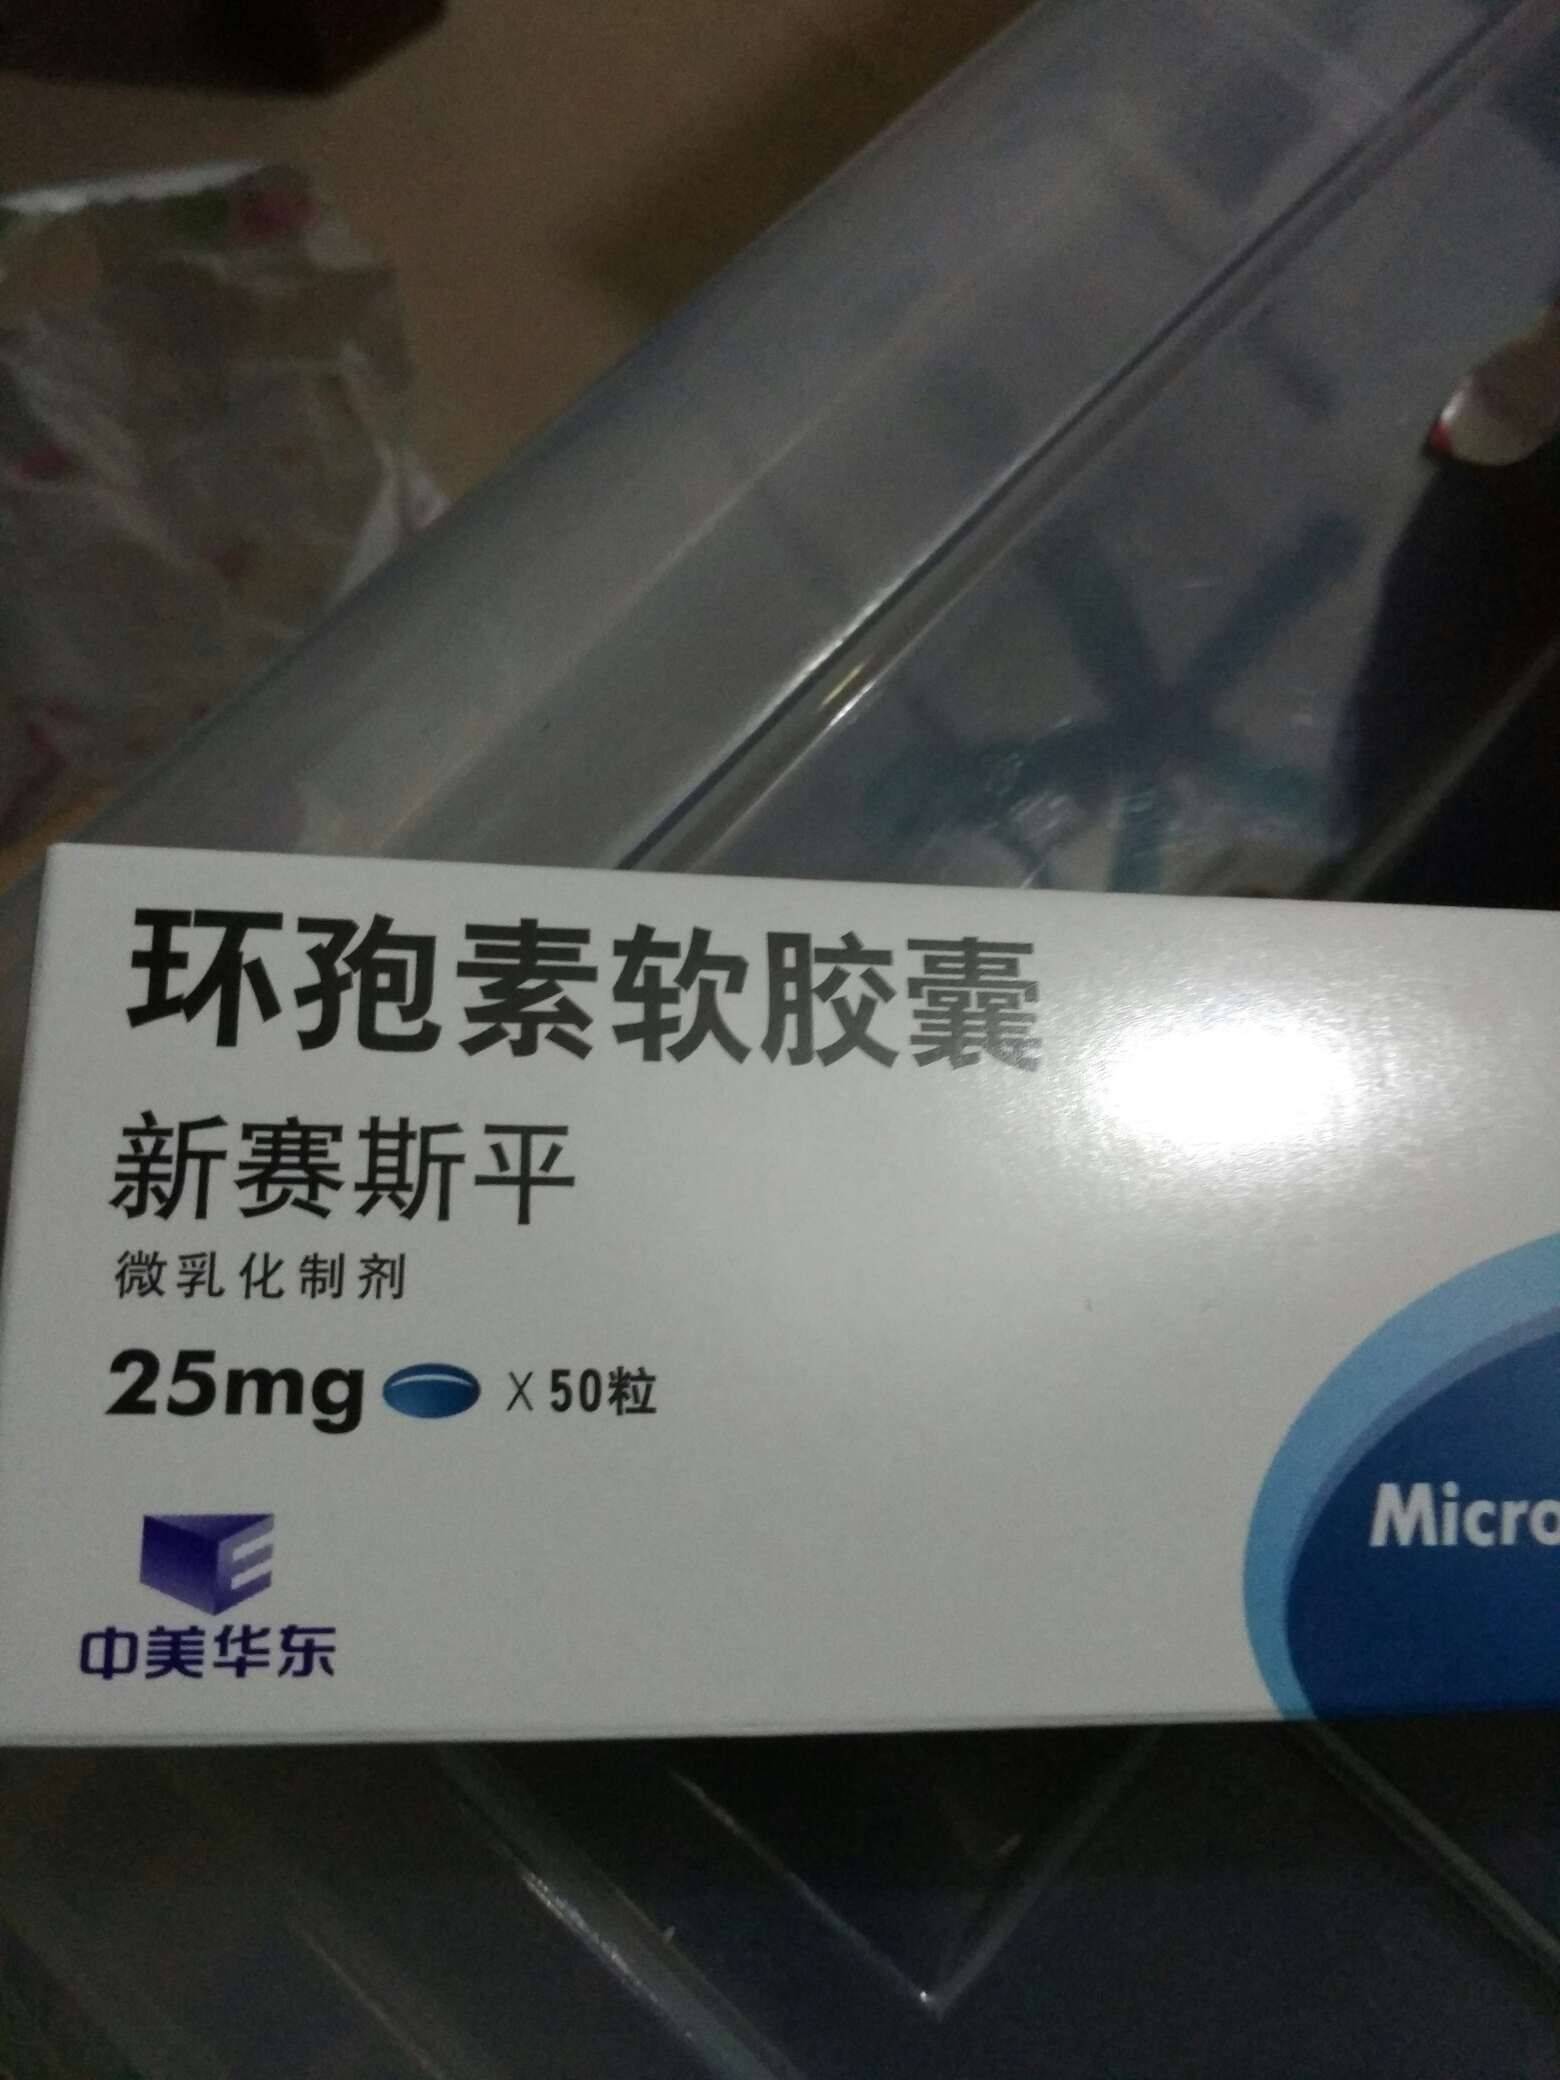 环孢素软胶囊
新赛斯平
微乳化制剂
25mg X 50粒
Micro
中美华东